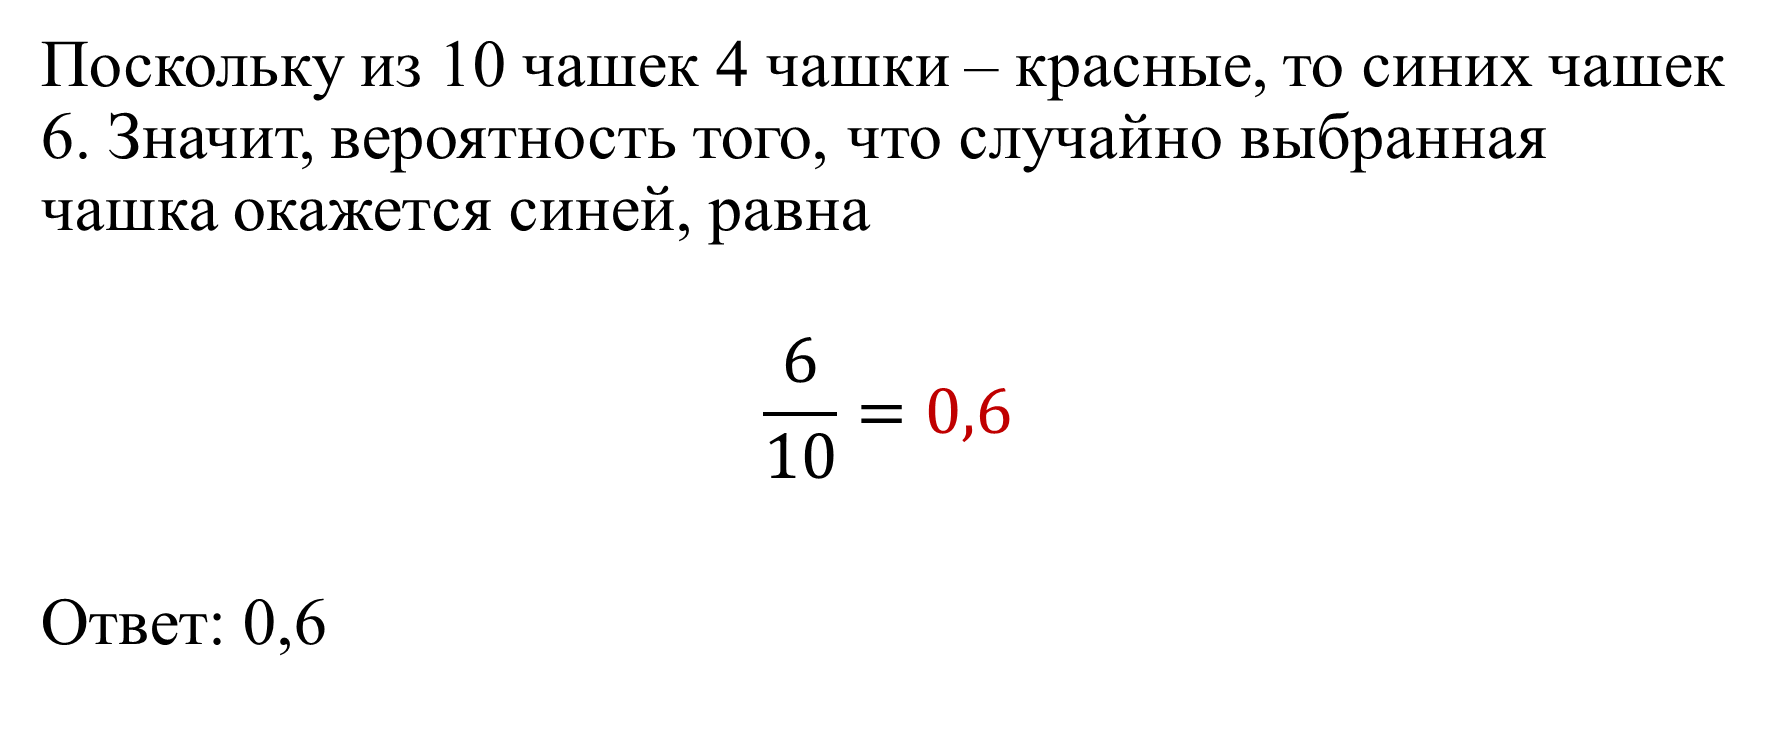 Поскольку из 10 чашек 4 чашки – красные, то синих чашек
6. Значит, вероятность того, что случайно выбранная
чашка окажется синей, равна
6
10
= 0,6
Ответ: 0,6